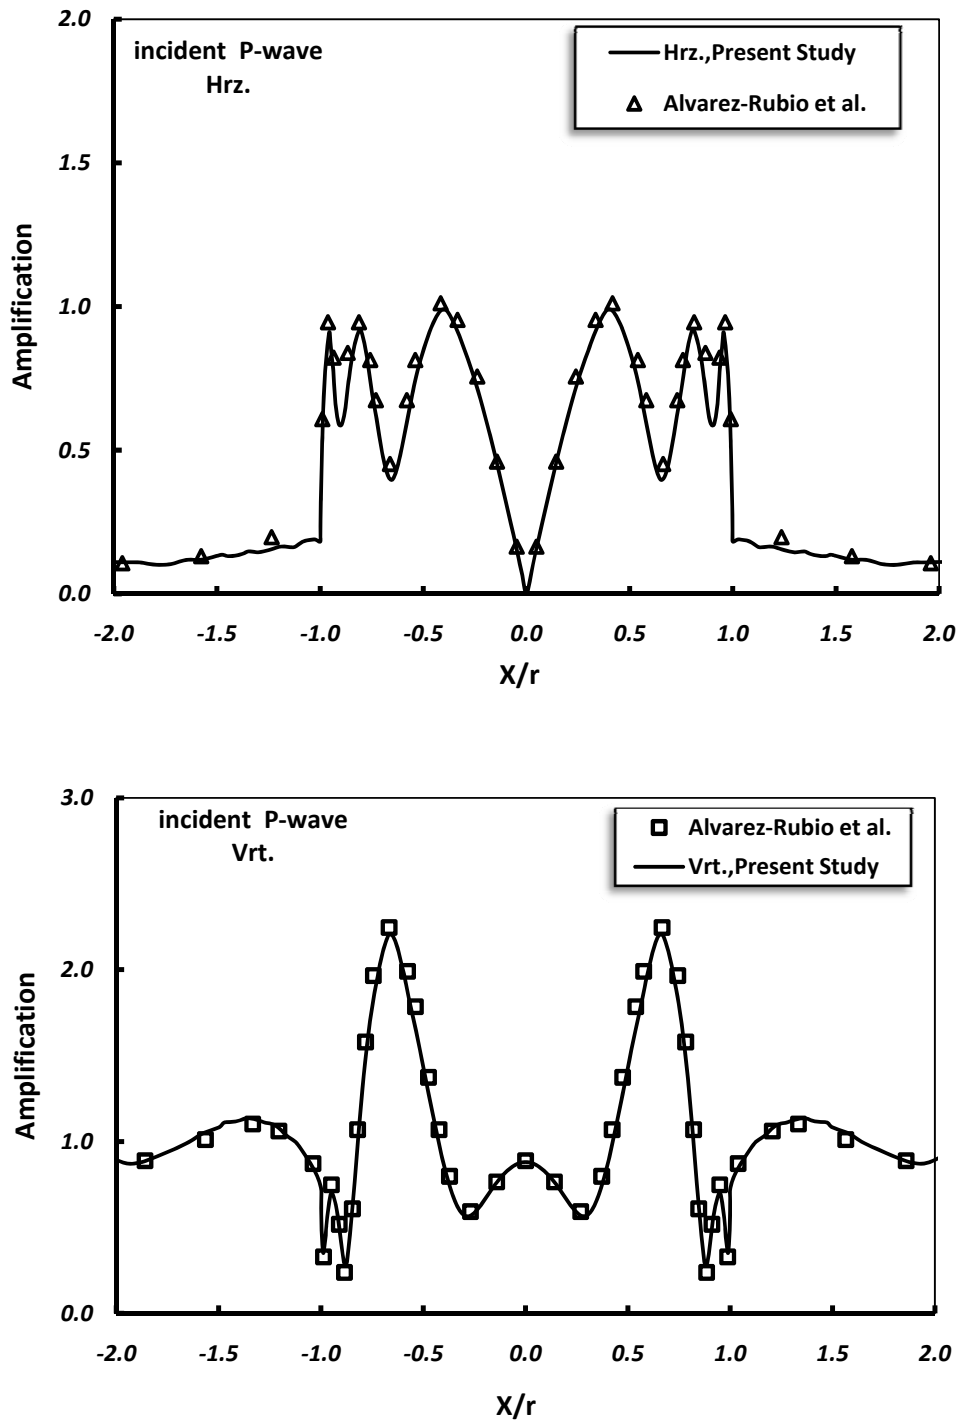 2.0
incident P-wave
Hrz.
Hrz.,Present Study
Alvarez-Rubio et al.
1.5
1.0
0.5
0.0
Amplification
-2.0 -1.5 -1.0 -0.5 0.0 0.5 1.0 1.5 2.0
X/r
3.0
incident P-wave
Vrt.
Alvarez-Rubio et al.
Vrt.,Present Study
2.0
1.0
0.0
Amplification
-2.0 -1.5 -1.0 -0.5 0.0 0.5 1.0 1.5 2.0
X/r